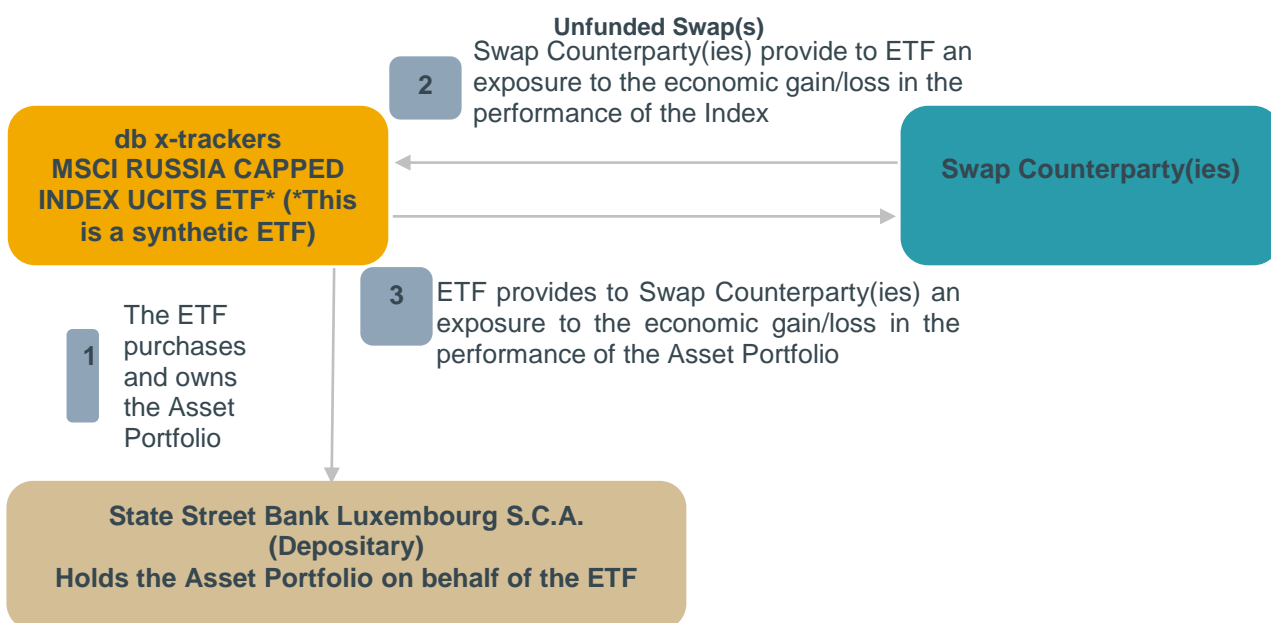 Unfunded Swap(s)
2
Swap Counterparty(ies) provide to ETF an
exposure to the economic gain/loss in the
performance of the Index
db x-trackers
MSCI RUSSIA CAPPED
INDEX UCITS ETF* (*This
is a synthetic ETF)
Swap Counterparty(ies)
3
ETF provides to Swap Counterparty(ies) an
exposure to the economic gain/loss in the
performance of the Asset Portfolio
1
The ETF
purchases
and owns
the Asset
Portfolio
State Street Bank Luxembourg S.C.A.
(Depositary)
Holds the Asset Portfolio on behalf of the ETF